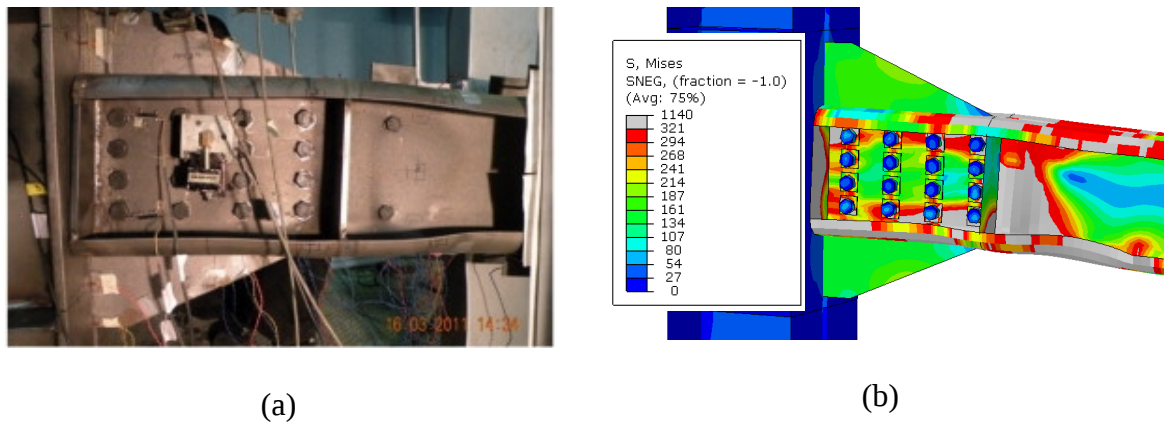 16 03 2011 14:34
S, Mises
SNEG, (fraction = -1.0)
(Avg: 75%)
1140
321
294
268
241
214
187
161
134
107
80
54
27
0
(a)
(b)